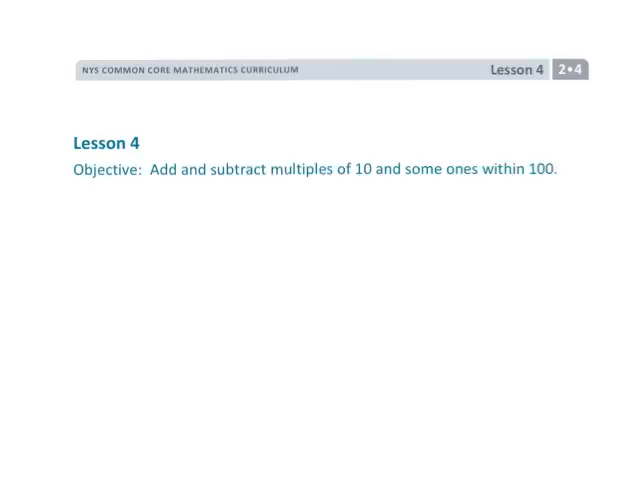 NYS COMMON CORE MATHEMATICS CURRICULUM Lesson 4 2•4
Lesson 4
Objective: Add and subtract multiples of 10 and some ones within 100.